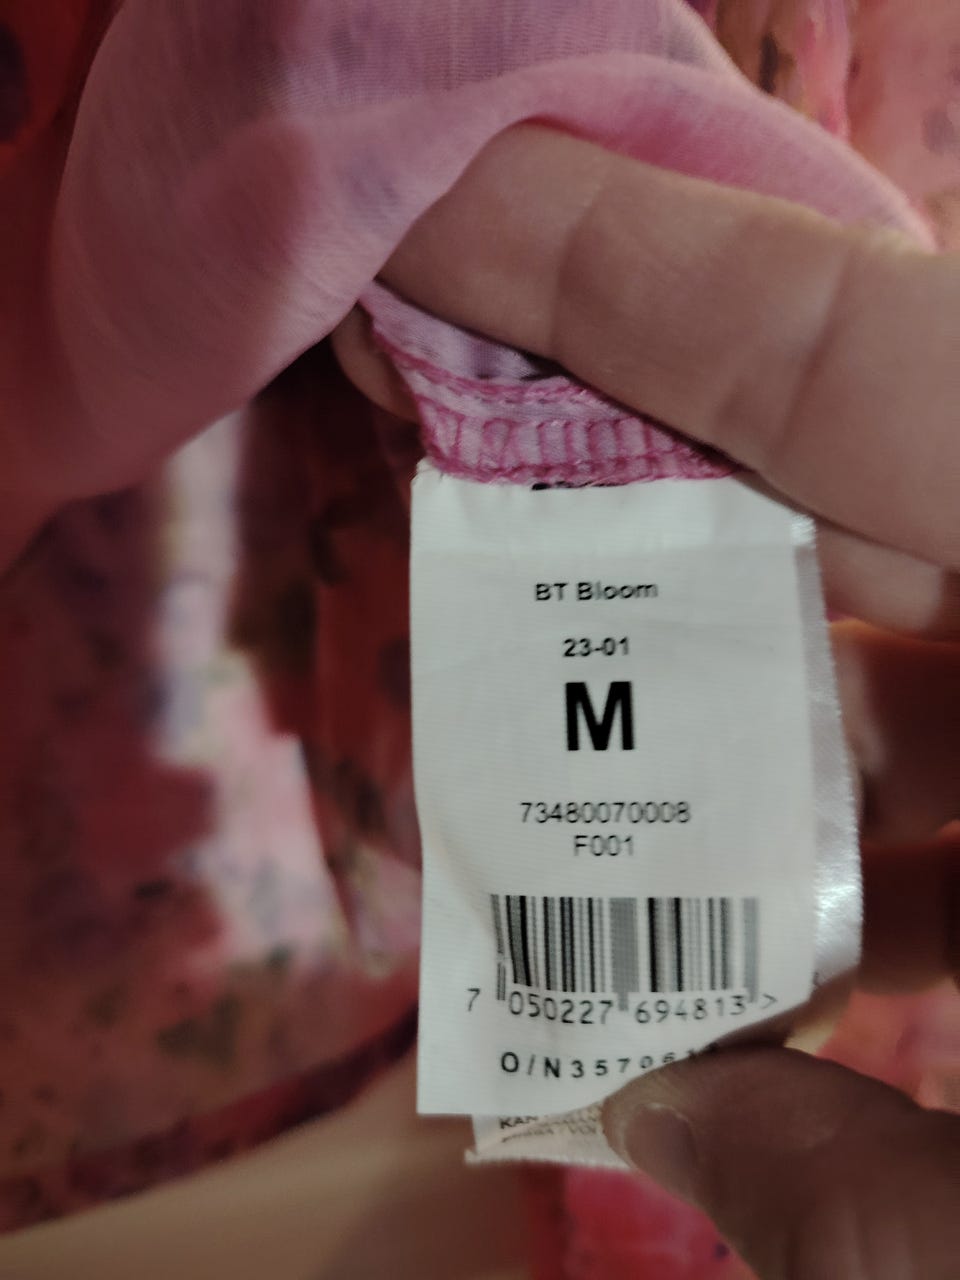 BT Bloom
23-01
M
73480070008
F001
7 050227 694813 >